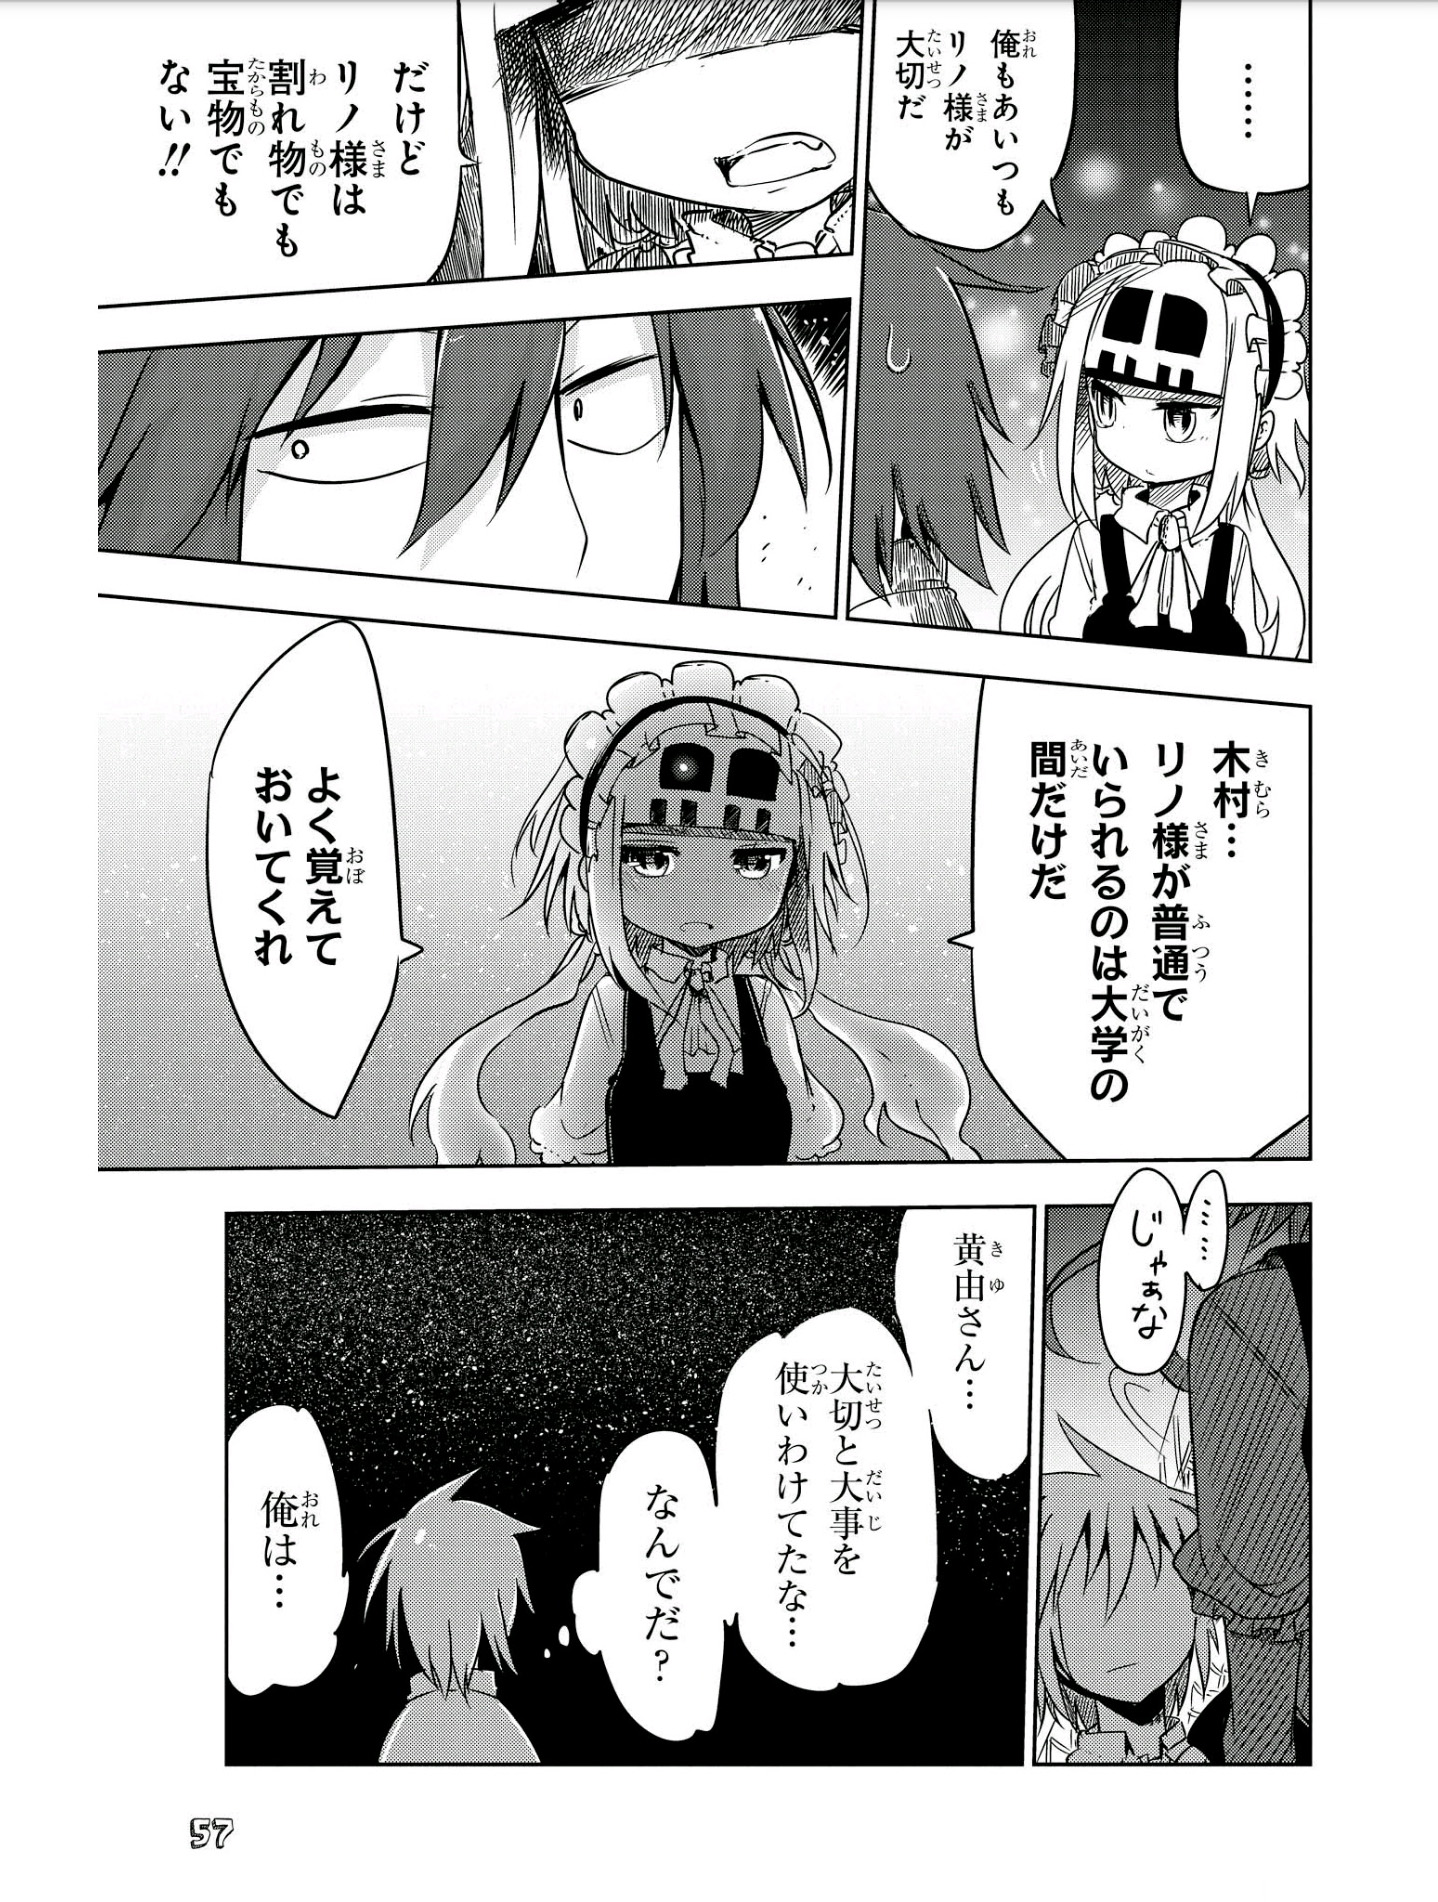 ……
俺もあいつも
リノ様が
大切だ
だけど
リノ様は
割れ物でも
宝物でも
ない!!
木村…
リノ様が普通で
いられるのは大学の
間だけだ
よく覚えて
おいてくれ
……
じゃぁな
黄由さん…
大切と大事を
使いわけてたな…
なんでだ?
俺は…
57